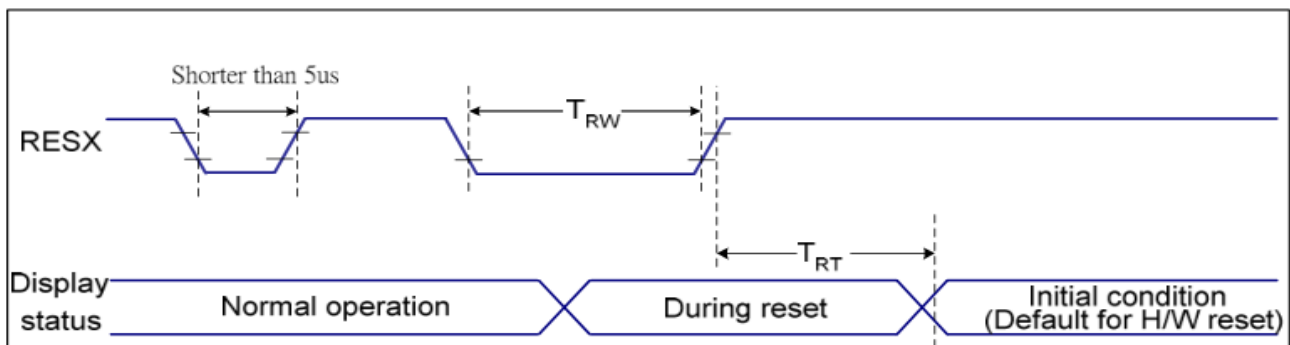 Shorter than 5us
RESX
TRW
TRT
Display
status
Normal operation
During reset
Initial condition
(Default for H/W reset)